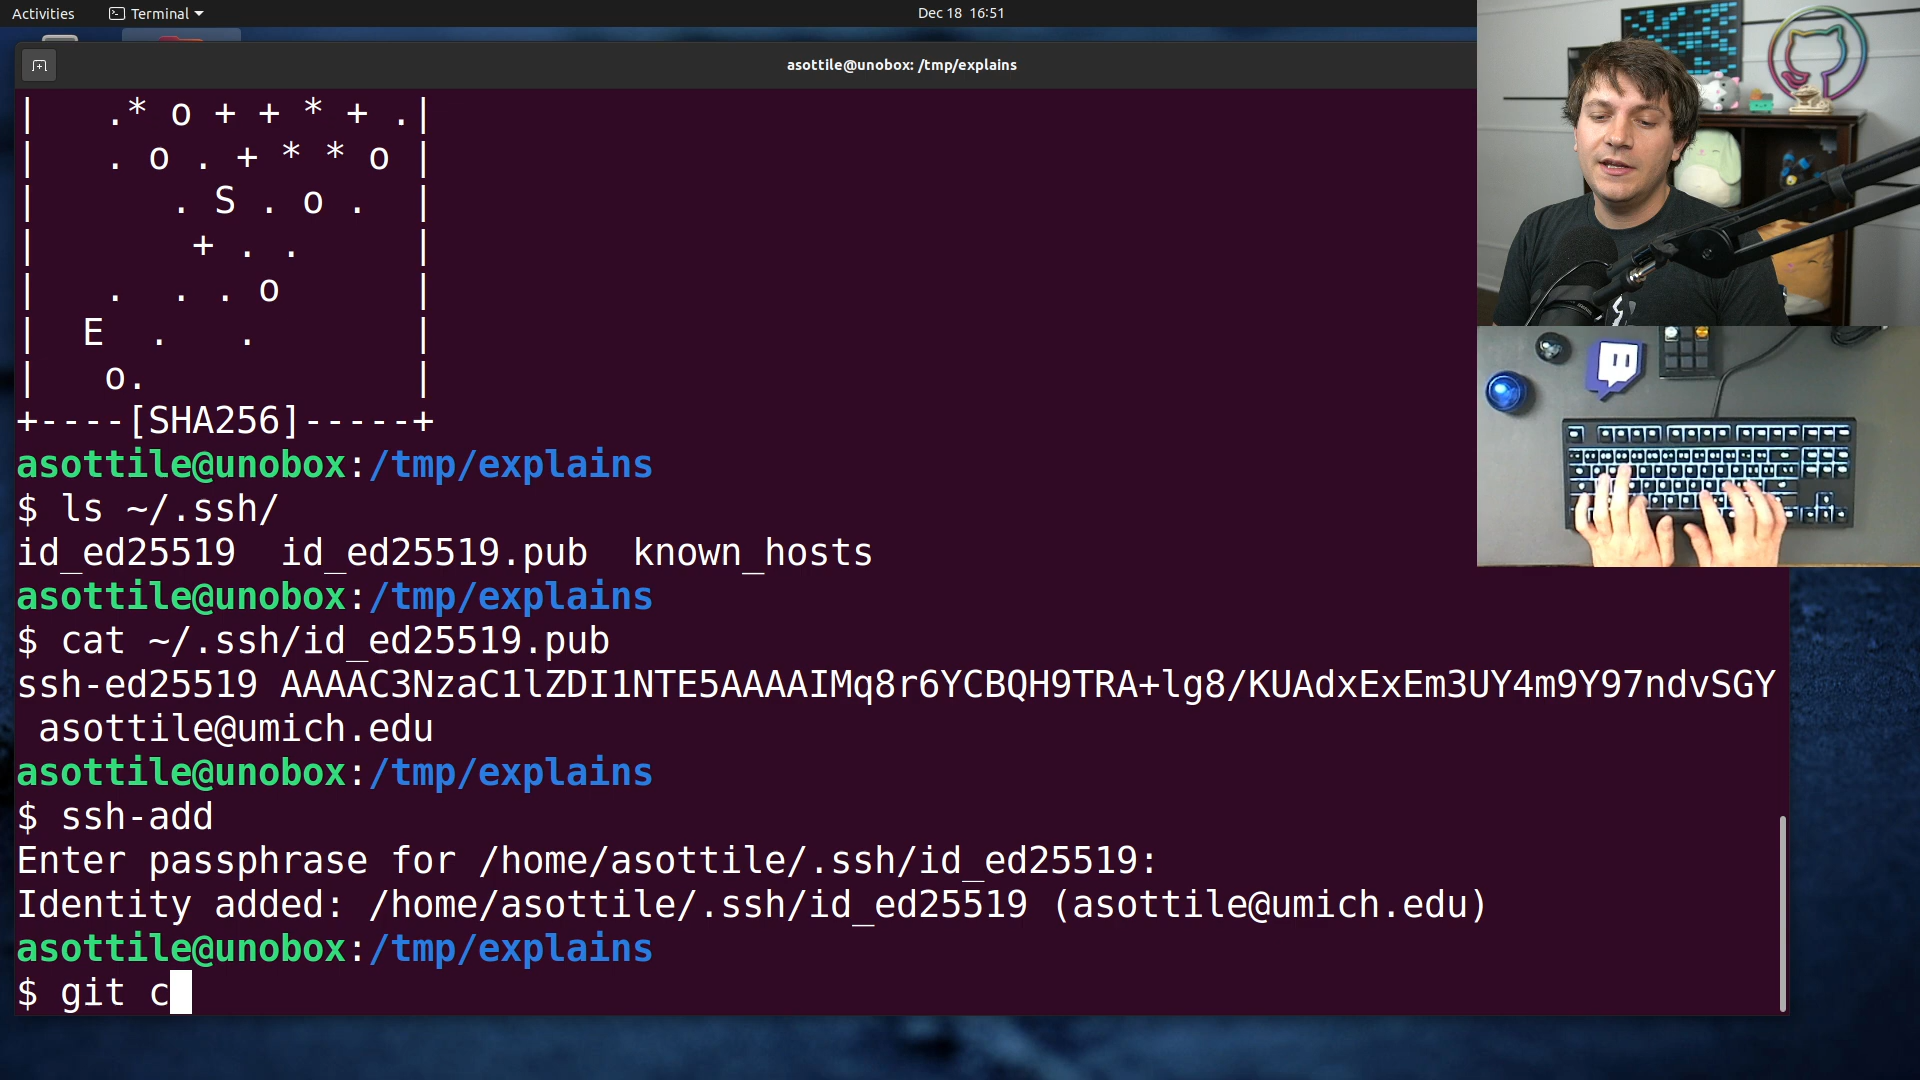 Activities
Terminal
Dec 18 16:51
asottile@unobox: /tmp/explains
|   .* o + + * + .|
|   . o . + * * o |
|      . S . o .  |
|       + . .     |
|   .  . . o      |
|  E  .   .       |
|   o.            |
+----[SHA256]-----+
asottile@unobox:/tmp/explains
$ ls ~/.ssh/
id_ed25519  id_ed25519.pub  known_hosts
asottile@unobox:/tmp/explains
$ cat ~/.ssh/id_ed25519.pub
ssh-ed25519 AAAAC3NzaC1lZDI1NTE5AAAAIMq8r6YCBQH9TRA+lg8/KUAdxExEm3UY4m9Y97ndvSGY
 asottile@umich.edu
asottile@unobox:/tmp/explains
$ ssh-add
Enter passphrase for /home/asottile/.ssh/id_ed25519:
Identity added: /home/asottile/.ssh/id_ed25519 (asottile@umich.edu)
asottile@unobox:/tmp/explains
$ git c